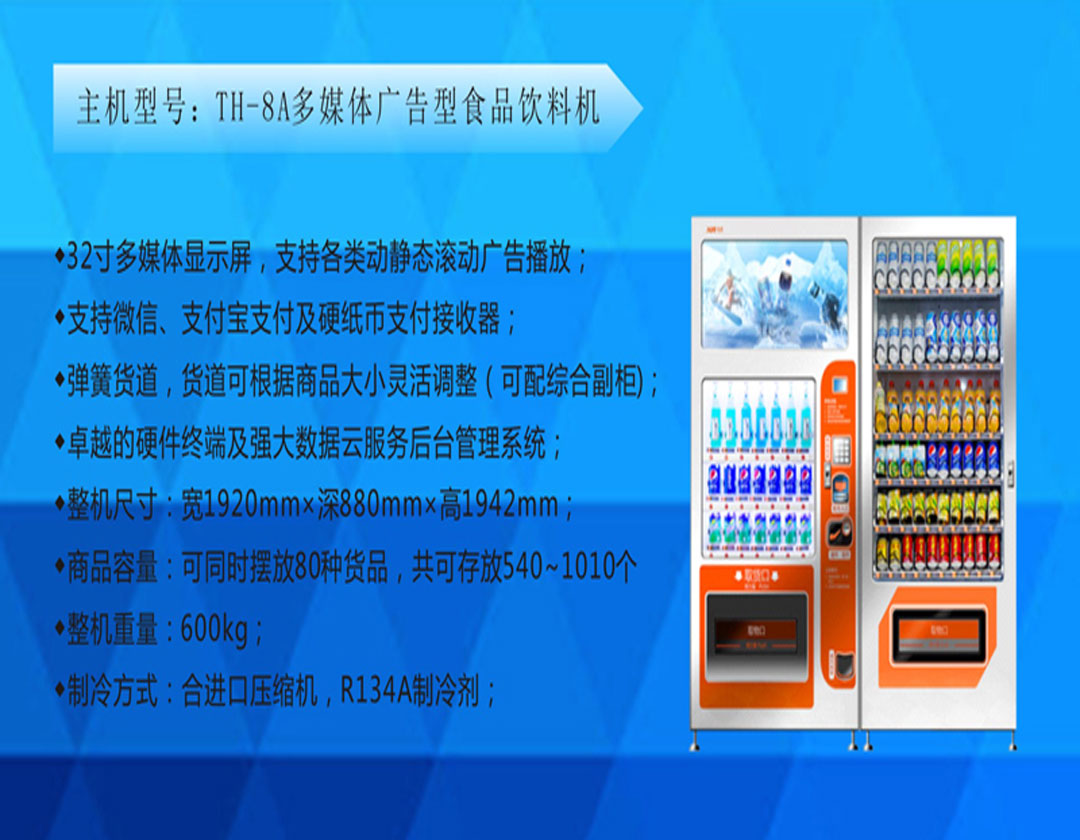 主机型号：TH-8A多媒体广告型食品饮料机
◆32寸多媒体显示屏，支持各类动静态滚动广告播放；
◆支持微信、支付宝支付及硬纸币支付接收器；
◆弹簧货道，货道可根据商品大小灵活调整（可配综合副柜)；
◆卓越的硬件终端及强大数据云服务后台管理系统；
◆整机尺寸：宽1920mm×深880mm×高1942mm；
◆商品容量：可同时摆放80种货品，共可存放540~1010个
◆整机重量：600kg；
◆制冷方式：合进口压缩机，R134A制冷剂；
取货口
取物口
取物口